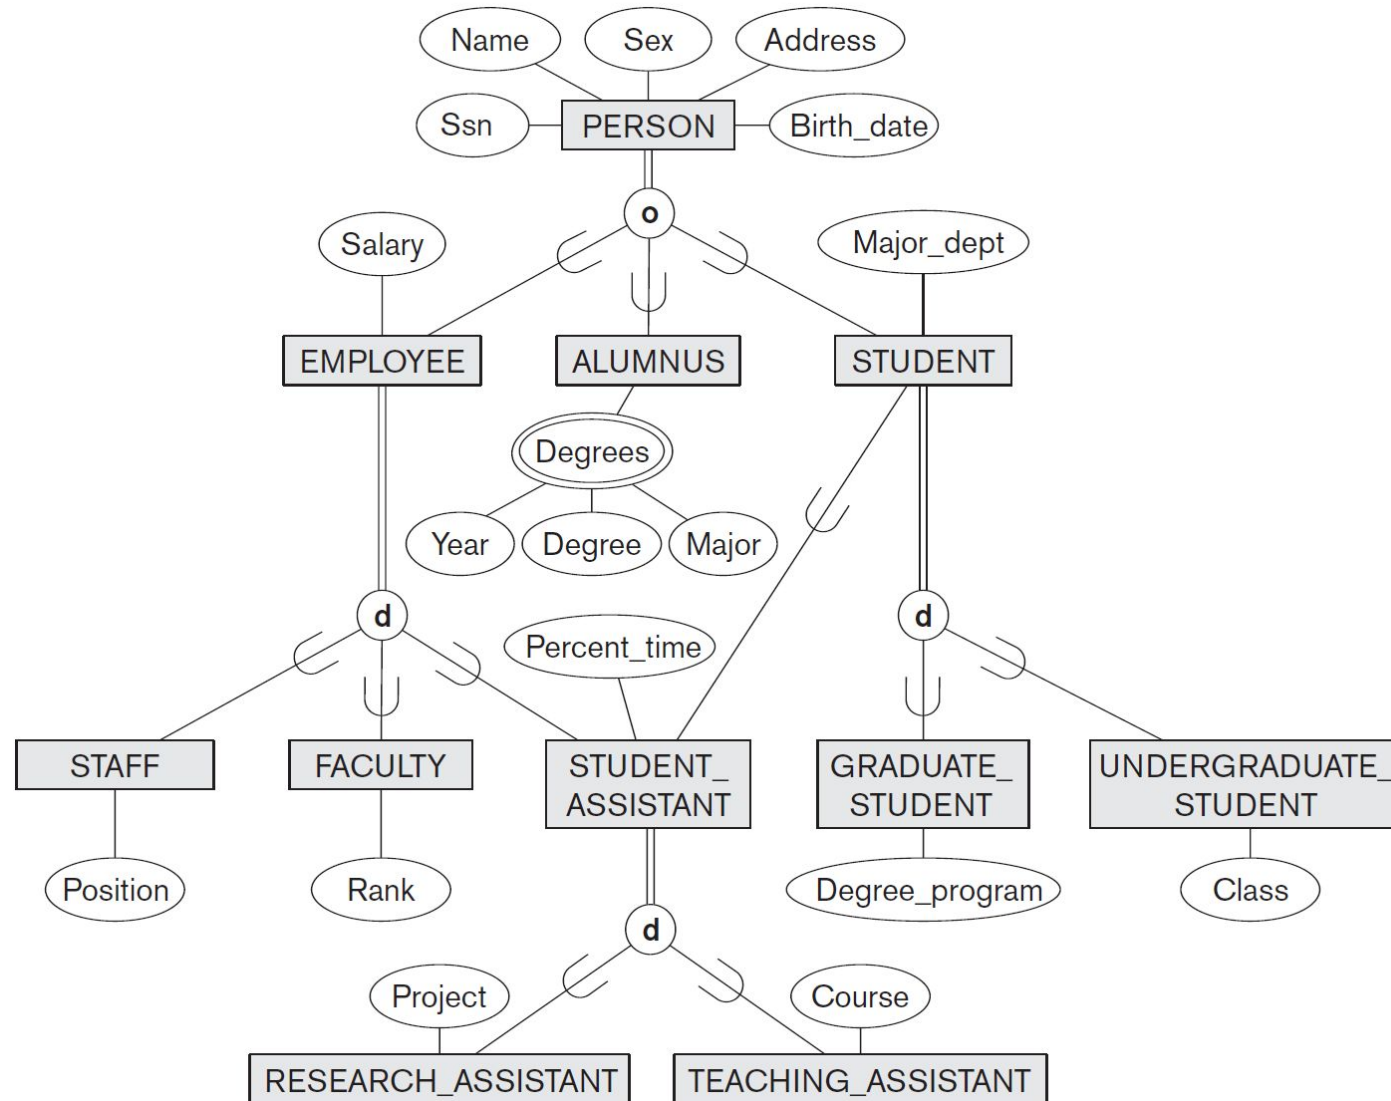 Name
Sex
Address
Ssn
PERSON
Birth_date
o
Salary
Major_dept
EMPLOYEE
ALUMNUS
STUDENT
Degrees
Year
Degree
Major
d
d
Percent_time
STAFF
FACULTY
STUDENT_
ASSISTANT
GRADUATE_
STUDENT
UNDERGRADUATE_
STUDENT
Position
Rank
Degree_program
Class
d
Project
Course
RESEARCH_ASSISTANT
TEACHING_ASSISTANT